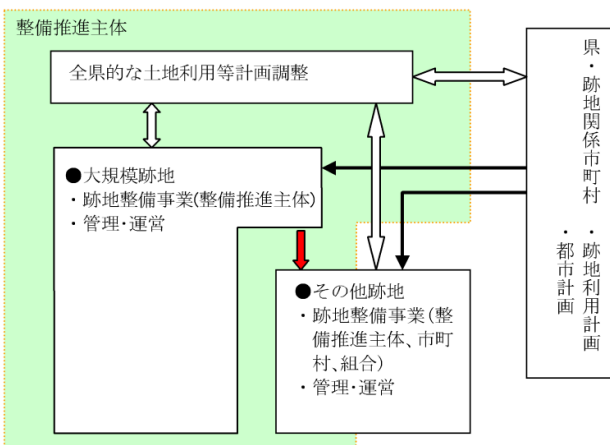 整備推進主体
全県的な土地利用等計画調整
●大規模跡地
・跡地整備事業(整備推進主体)
・管理・運営
●その他跡地
・跡地整備事業(整
備推進主体、市町
村、組合)
・管理・運営
県・跡地関係市町村
・跡地利用計画
・都市計画